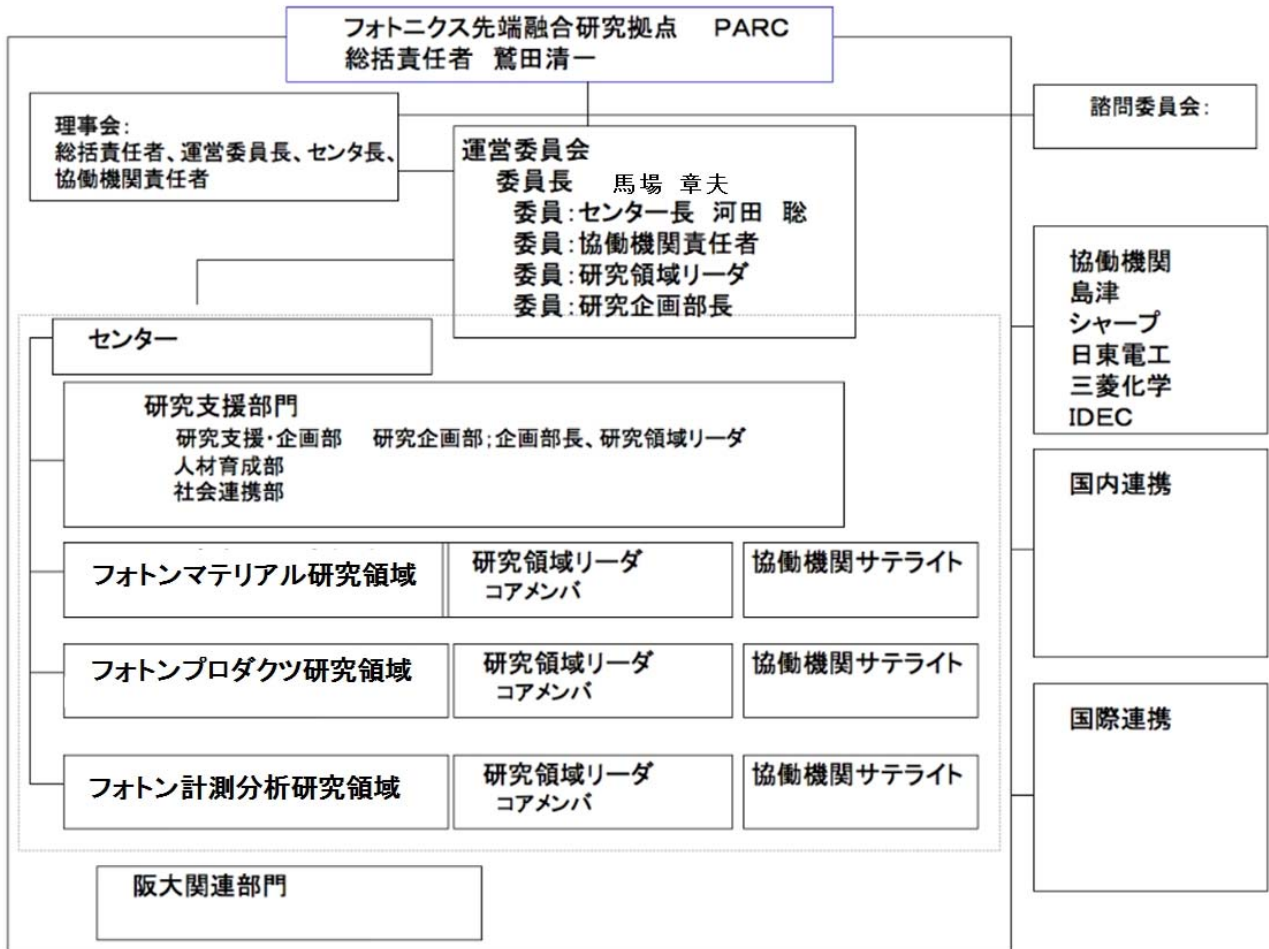 フォトニクス先端融合研究拠点 PARC
総括責任者 鷲田清一
理事会:
総括責任者、運営委員長、センタ長、
協働機関責任者
諮問委員会:
運営委員会
委員長 馬場 章夫
委員:センター長 河田 聡
委員:協働機関責任者
委員:研究領域リーダ
委員:研究企画部長
協働機関
島津
シャープ
日東電工
三菱化学
IDEC
センター
研究支援部門
研究支援・企画部 研究企画部;企画部長、研究領域リーダ
人材育成部
社会連携部
国内連携
フォトンマテリアル研究領域
研究領域リーダ
コアメンバ
協働機関サテライト
フォトンプロダクツ研究領域
研究領域リーダ
コアメンバ
協働機関サテライト
国際連携
フォトン計測分析研究領域
研究領域リーダ
コアメンバ
協働機関サテライト
阪大関連部門